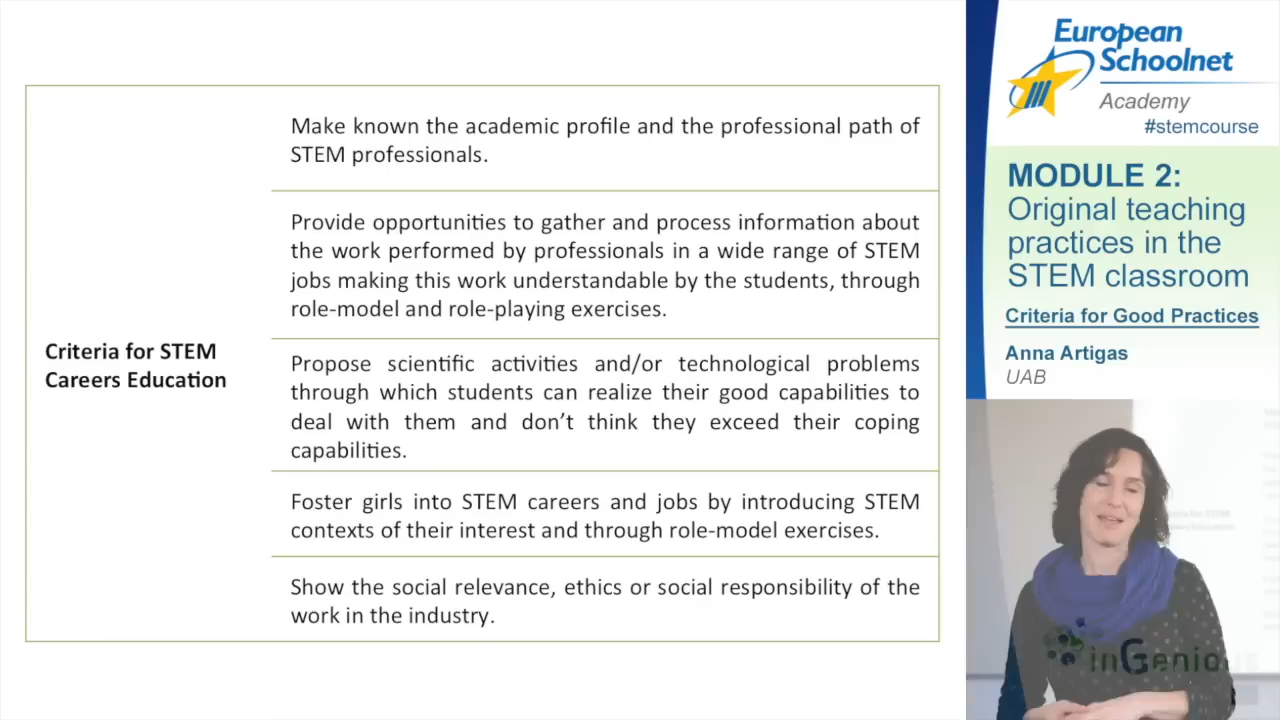 Make known the academic profile and the professional path of
STEM professionals.
Provide opportunities to gather and process information about
the work performed by professionals in a wide range of STEM
jobs making this work understandable by the students, through
role-model and role-playing exercises.
Criteria for STEM
Careers Education
Propose scientific activities and/or technological problems
through which students can realize their good capabilities to
deal with them and don't think they exceed their coping
capabilities.
Foster girls into STEM careers and jobs by introducing STEM
contexts of their interest and through role-model exercises.
Show the social relevance, ethics or social responsibility of the
work in the industry.
European
Schoolnet
Academy
#stemcourse
MODULE 2:
Original teaching
practices in the
STEM classroom
Criteria for Good Practices
Anna Artigas
UAB
inGenious